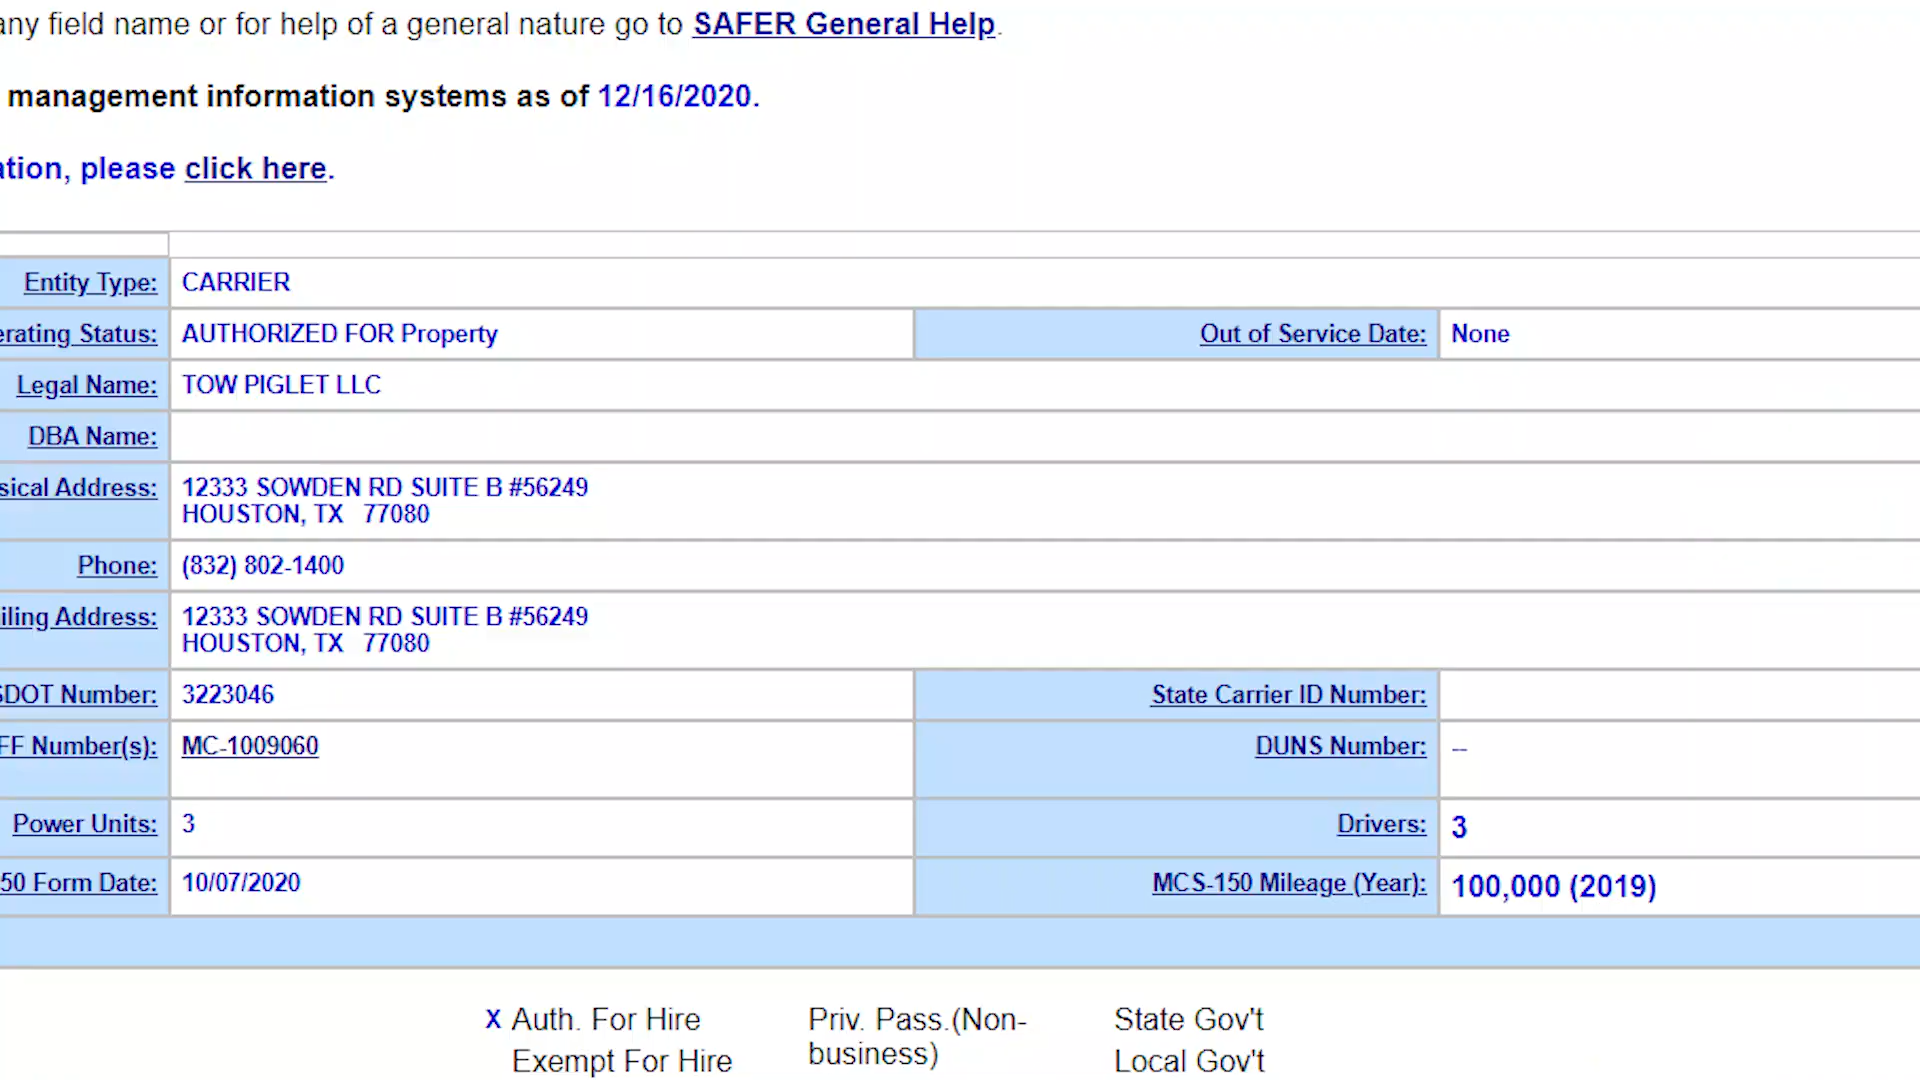 any field name or for help of a general nature go to SAFER General Help.
management information systems as of 12/16/2020.
ation, please click here.
Entity Type: CARRIER
erating Status: AUTHORIZED FOR Property Out of Service Date: None
Legal Name: TOW PIGLET LLC
DBA Name:
sical Address: 12333 SOWDEN RD SUITE B #56249
HOUSTON, TX 77080
Phone: (832) 802-1400
iling Address: 12333 SOWDEN RD SUITE B #56249
HOUSTON, TX 77080
SDOT Number: 3223046 State Carrier ID Number:
FF Number(s): MC-1009060 DUNS Number: --
Power Units: 3 Drivers: 3
50 Form Date: 10/07/2020 MCS-150 Mileage (Year): 100,000 (2019)
X Auth. For Hire Priv. Pass.(Non- State Gov't
Exempt For Hire business) Local Gov't